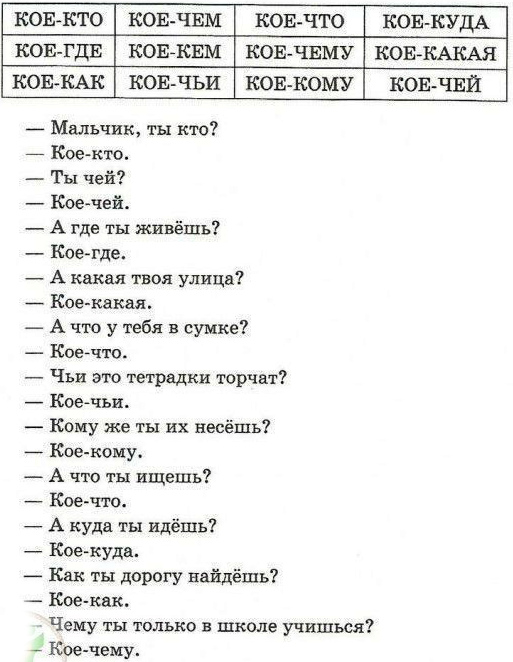 КОЕ-КТО КОЕ-ЧЕМ КОЕ-ЧТО КОЕ-КУДА
КОЕ-ГДЕ КОЕ-КЕМ КОЕ-ЧЕМУ КОЕ-КАКАЯ
КОЕ-КАК КОЕ-ЧЬИ КОЕ-КОМУ КОЕ-ЧЕЙ
— Мальчик, ты кто?
— Кое-кто.
— Ты чей?
— Кое-чей.
— А где ты живёшь?
— Кое-где.
— А какая твоя улица?
— Кое-какая.
— А что у тебя в сумке?
— Кое-что.
— Чьи это тетрадки торчат?
— Кое-чьи.
— Кому же ты их несёшь?
— Кое-кому.
— А что ты ищешь?
— Кое-что.
— А куда ты идёшь?
— Кое-куда.
— Как ты дорогу найдёшь?
— Кое-как.
— Чему ты только в школе учишься?
— Кое-чему.